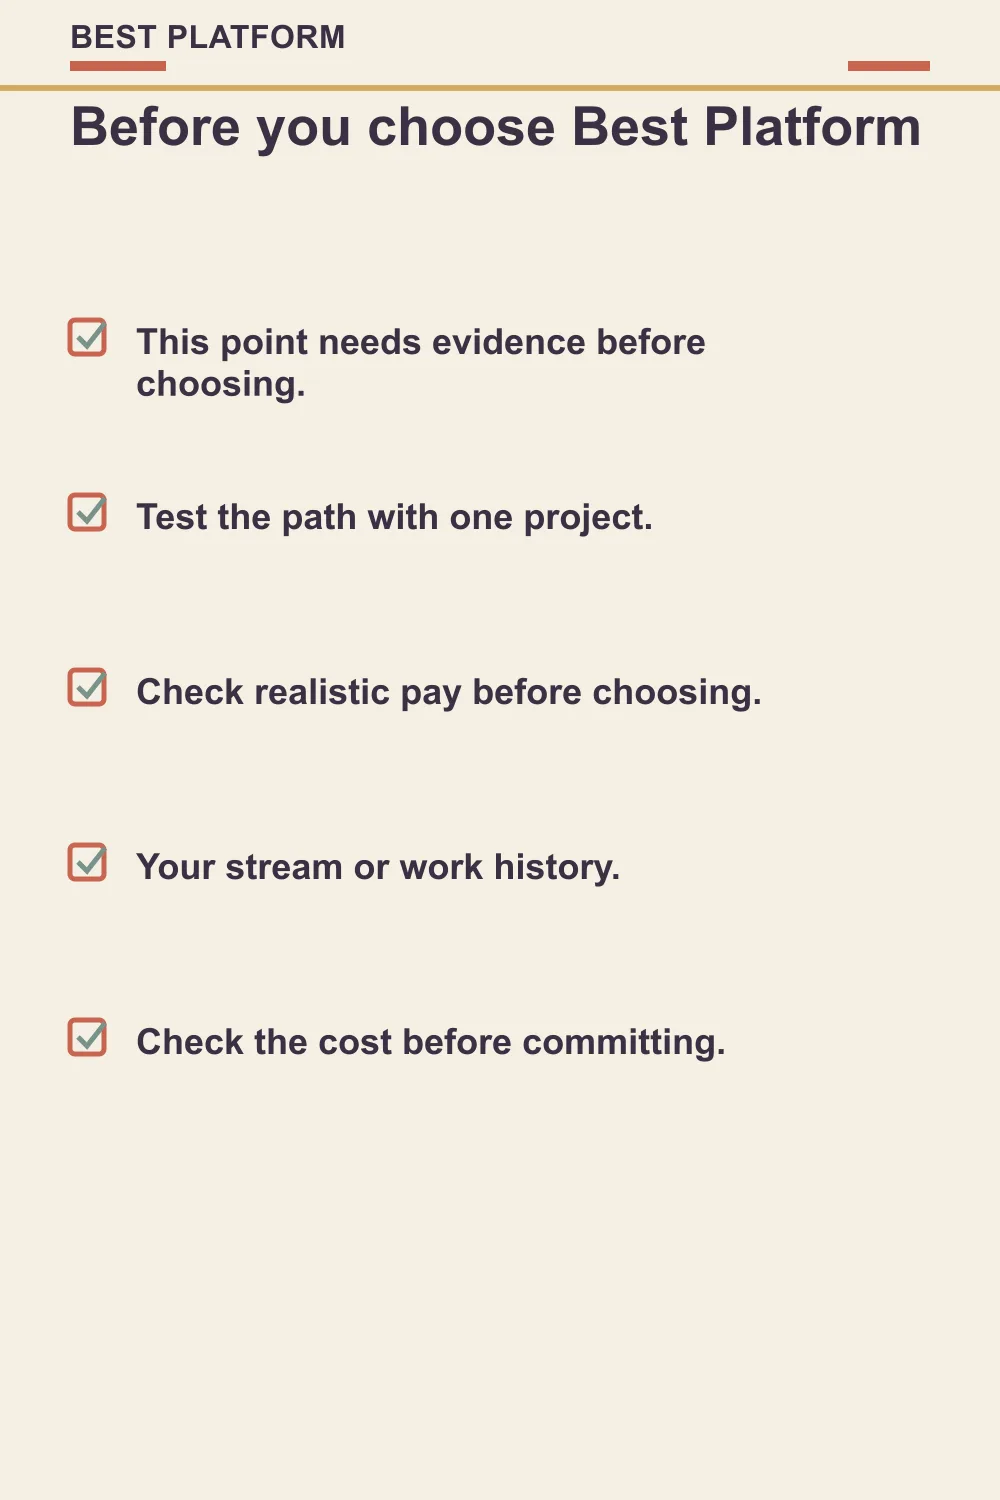 BEST PLATFORM
Before you choose Best Platform
This point needs evidence before
choosing.
Test the path with one project.
Check realistic pay before choosing.
Your stream or work history.
Check the cost before committing.